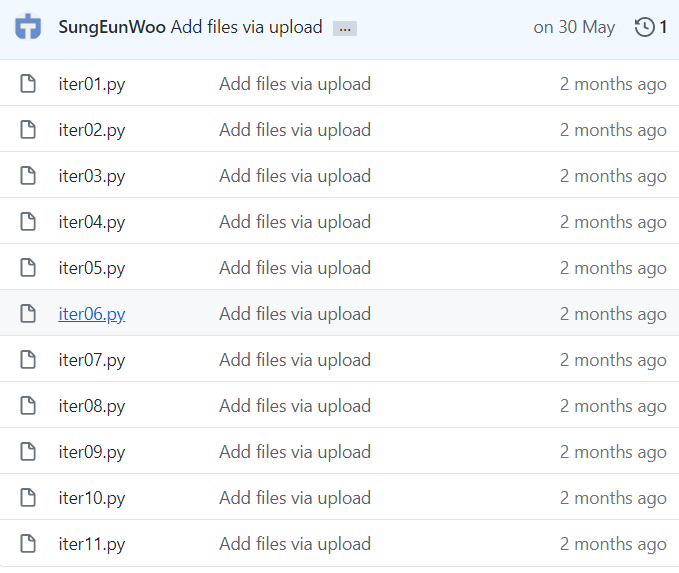 SungEunWoo Add files via upload ... on 30 May 1
iter01.py Add files via upload 2 months ago
iter02.py Add files via upload 2 months ago
iter03.py Add files via upload 2 months ago
iter04.py Add files via upload 2 months ago
iter05.py Add files via upload 2 months ago
iter06.py Add files via upload 2 months ago
iter07.py Add files via upload 2 months ago
iter08.py Add files via upload 2 months ago
iter09.py Add files via upload 2 months ago
iter10.py Add files via upload 2 months ago
iter11.py Add files via upload 2 months ago